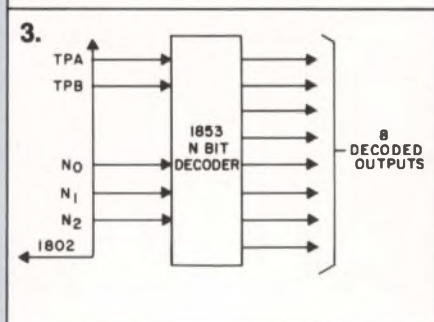 3.
TPA
TPB
N0
N1
N2
1802
1853
N BIT
DECODER
8
DECODED
OUTPUTS